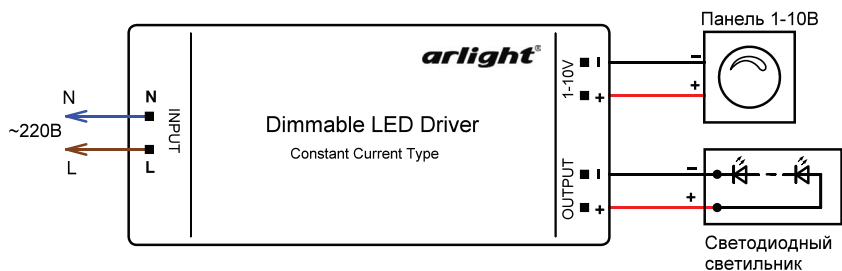 Панель 1-10В
arlight®
N
N
~220В
L
L
INPUT
Dimmable LED Driver
Constant Current Type
1-10V
–
+
–
+
OUTPUT
–
+
–
+
Светодиодный
светильник